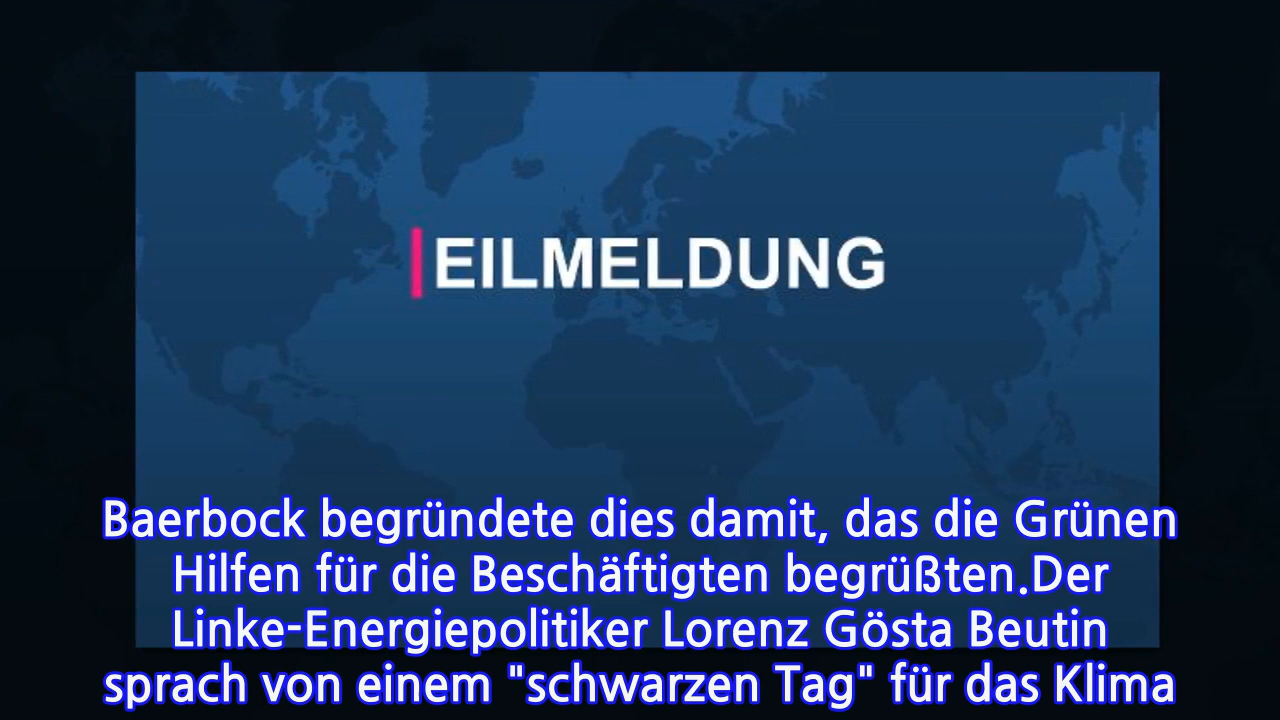 EILMELDUNG
Baerbock begründete dies damit, das die Grünen
Hilfen für die Beschäftigten begrüßten.Der
Linke-Energiepolitiker Lorenz Gösta Beutin
sprach von einem "schwarzen Tag" für das Klima